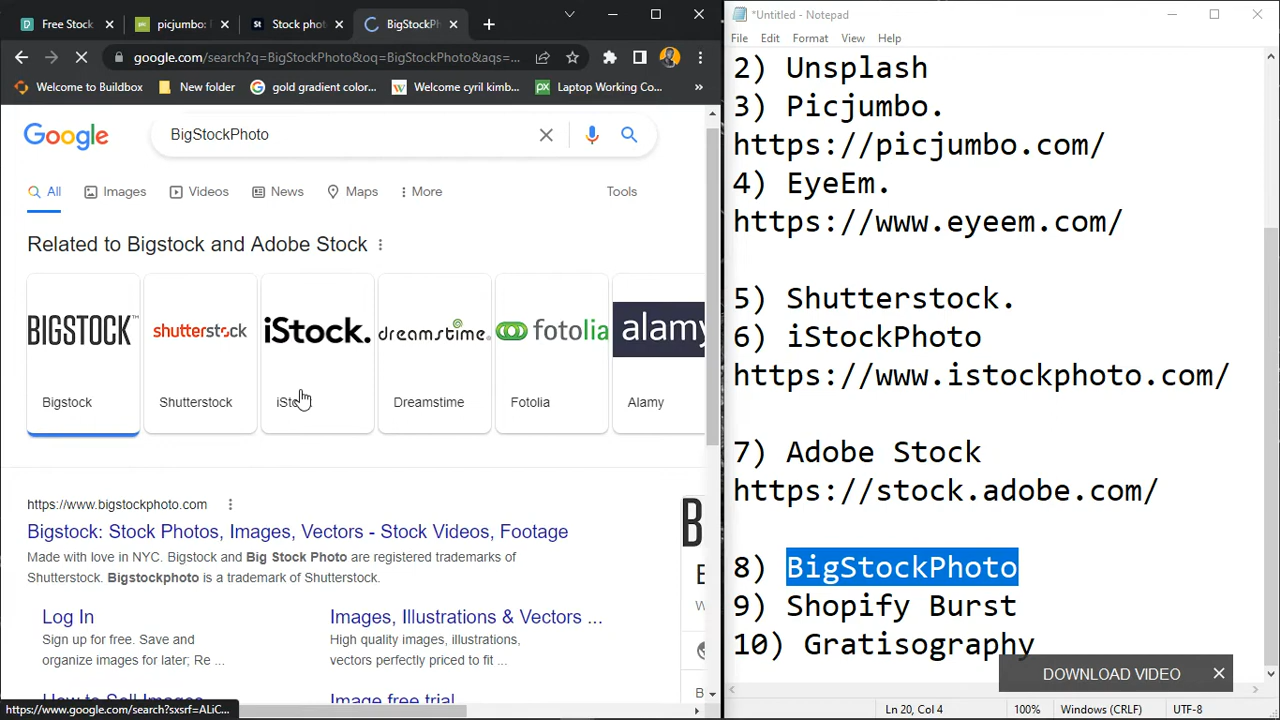 Free Stock
picjumbo:
Stock phot
BigStockPh
google.com/search?q=BigStockPhoto&oq=BigStockPhoto&aqs=...
Welcome to Buildbox
New folder
gold gradient color...
Welcome cyril kimb...
Laptop Working Co...
»
Google
BigStockPhoto
All
Images
Videos
News
Maps
More
Tools
Related to Bigstock and Adobe Stock
BIGSTOCK™
shutterstock
iStock.
dreamstime
fotolia
alamy
Bigstock
Shutterstock
Dreamstime
Fotolia
Alamy
https://www.bigstockphoto.com
Bigstock: Stock Photos, Images, Vectors - Stock Videos, Footage
Made with love in NYC. Bigstock and Big Stock Photo are registered trademarks of
Shutterstock. Bigstockphoto is a trademark of Shutterstock.
Log In
Sign up for free. Save and
organize images for later; Re ...
Images, Illustrations & Vectors ...
High quality images, illustrations,
vectors perfectly priced to fit ...
How to Sell Images
Image free trial
https://www.google.com/search?sxsrf=ALiC...
*Untitled - Notepad
File Edit Format View Help
2) Unsplash
3) Picjumbo.
https://picjumbo.com/
4) EyeEm.
https://www.eyeem.com/
5) Shutterstock.
6) iStockPhoto
https://www.istockphoto.com/
7) Adobe Stock
https://stock.adobe.com/
8) BigStockPhoto
9) Shopify Burst
10) Gratisography
DOWNLOAD VIDEO
Ln 20, Col 4
100%
Windows (CRLF)
UTF-8